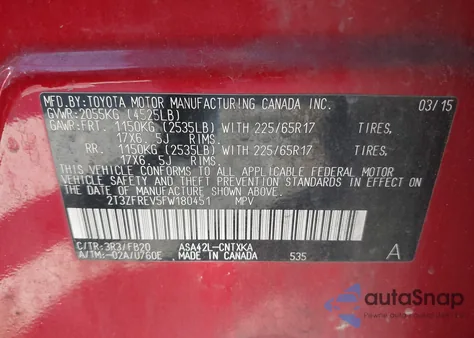 MFD.BY:TOYOTA MOTOR MANUFACTURING CANADA INC. 03/15
GVWR:2055KG (4525LB)
GAWR:FRT. 1150KG (2535LB) WITH 225/65R17 TIRES,
17X6.5J RIMS.
RR. 1150KG (2535LB) WITH 225/65R17 TIRES,
17X6.5J RIMS.
THIS VEHICLE CONFORMS TO ALL APPLICABLE FEDERAL MOTOR
VEHICLE SAFETY AND THEFT PREVENTION STANDARDS IN EFFECT
ON THE DATE OF MANUFACTURE SHOWN ABOVE.
2T3ZFREV5FW180451 MPV
C/TR:3R3/FB20 ASA42L-CNTXKA
A/TM:-02A/U760E MADE IN CANADA 535 A
autoSnap